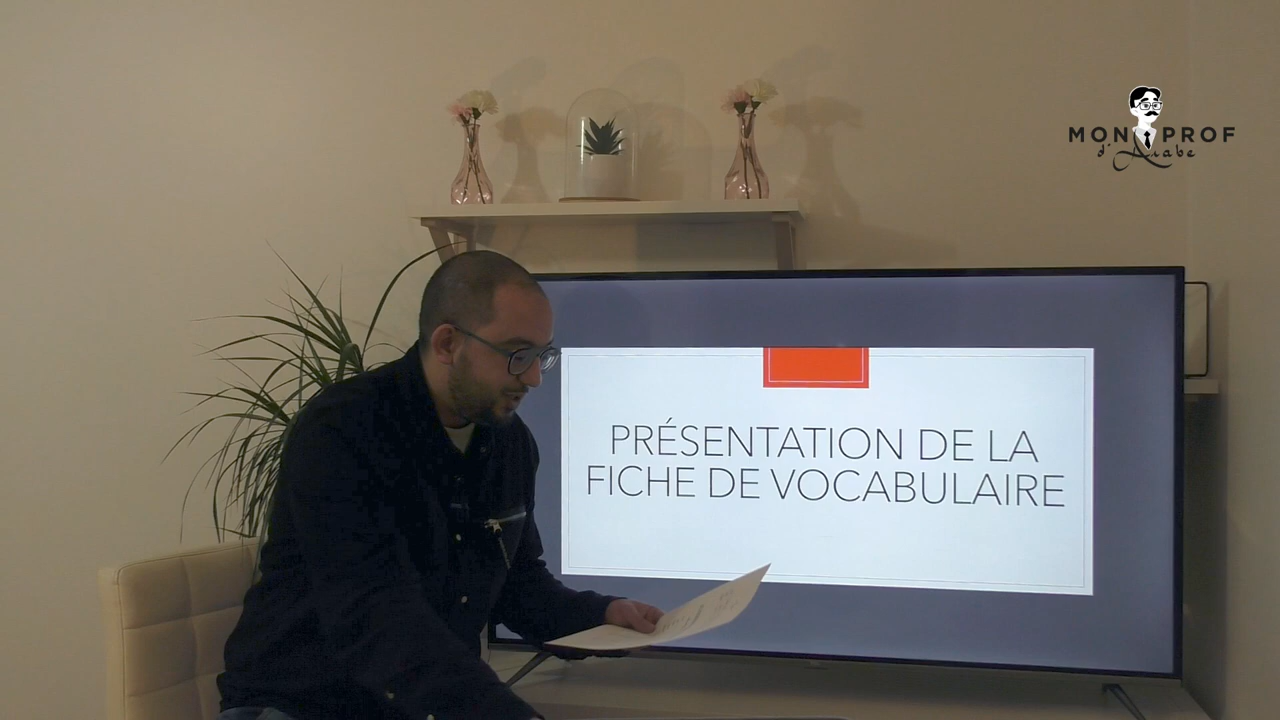 MON PROF
d'Arabe
PRÉSENTATION DE LA
FICHE DE VOCABULAIRE